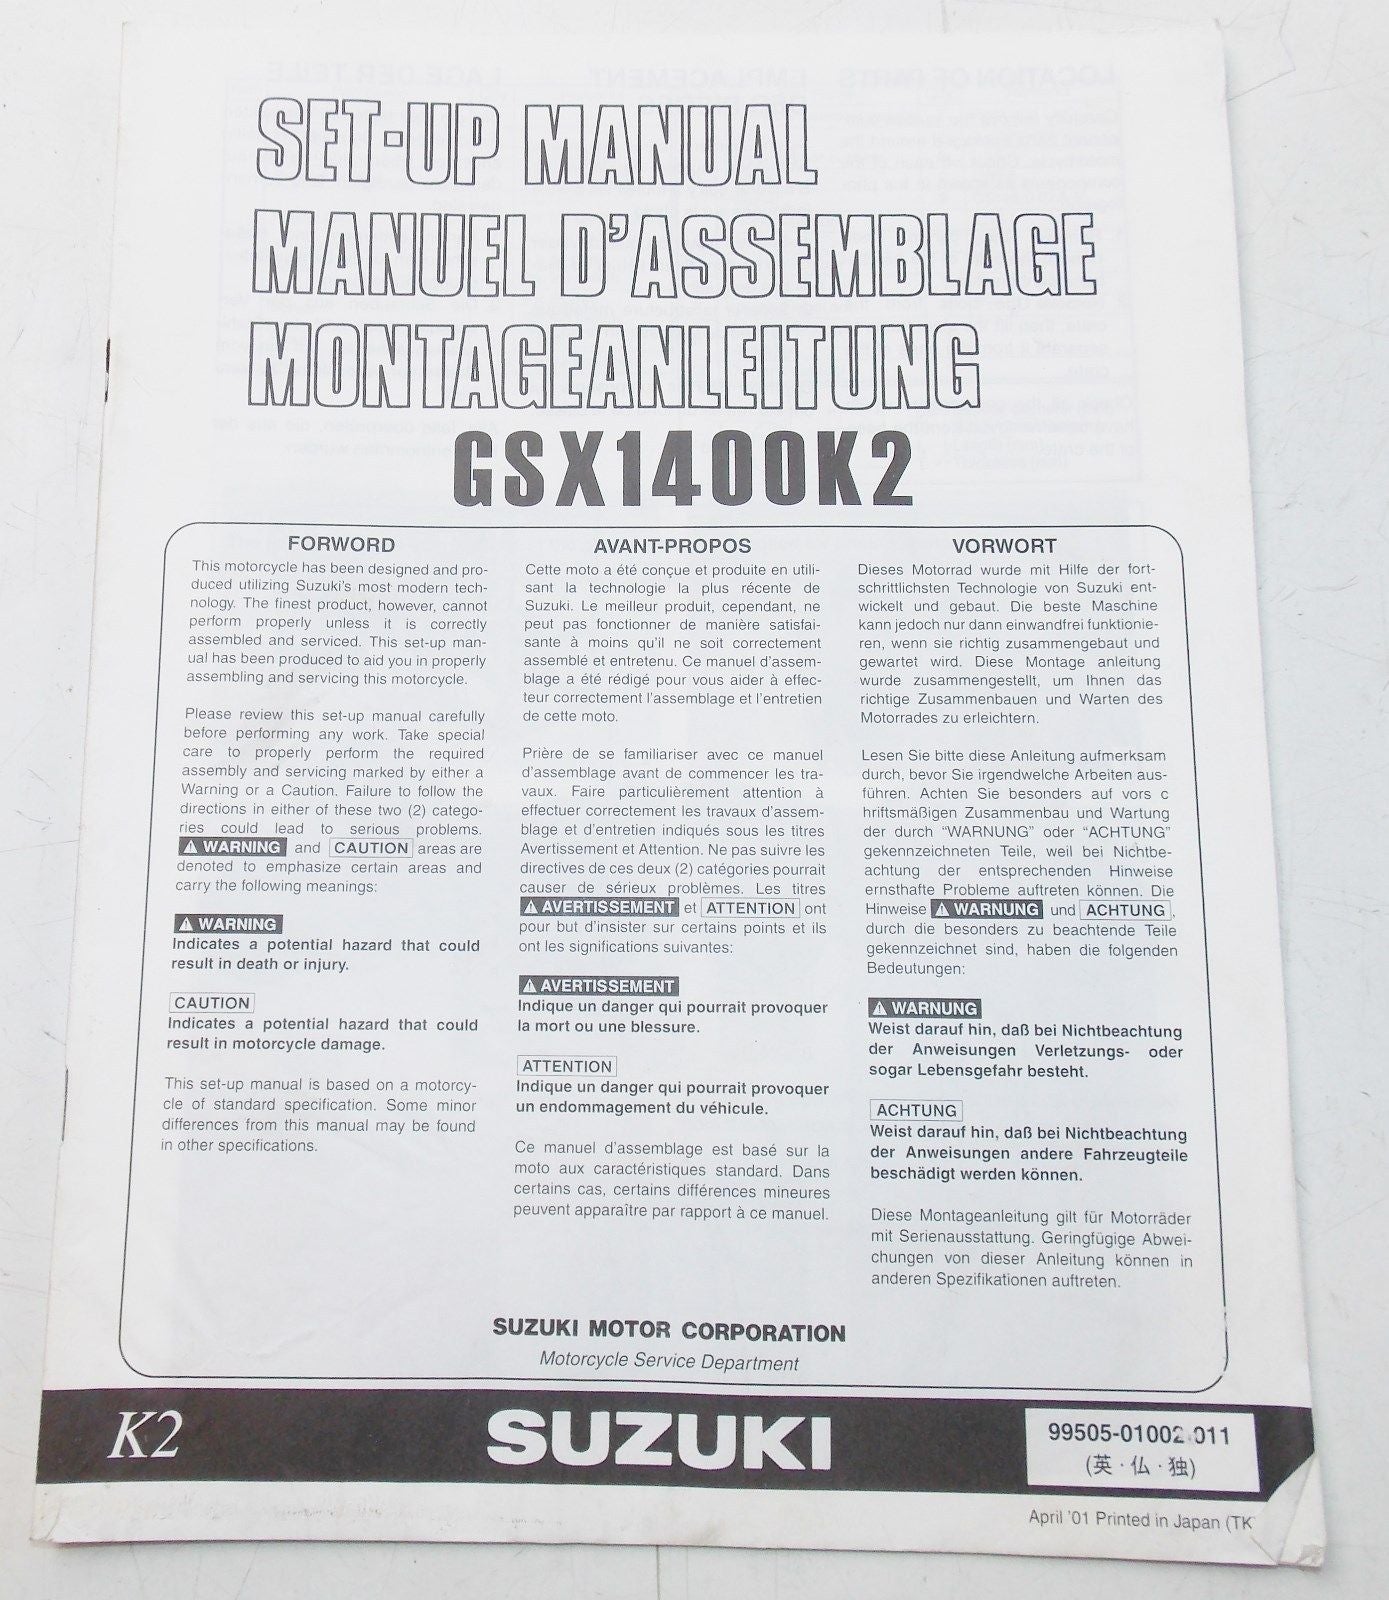 SET-UP MANUAL
MANUEL D'ASSEMBLAGE
MONTAGEANLEITUNG
GSX1400K2
FORWORD
This motorcycle has been designed and pro-
duced utilizing Suzuki's most modern tech-
nology. The finest product, however, cannot
perform properly unless it is correctly
assembled and serviced. This set-up man-
ual has been produced to aid you in properly
assembling and servicing this motorcycle.
Please review this set-up manual carefully
before performing any work. Take special
care to properly perform the required
assembly and servicing marked by either a
Warning or a Caution. Failure to follow the
directions in either of these two (2) catego-
ries could lead to serious problems.
⚠ WARNING and CAUTION areas are
denoted to emphasize certain areas and
carry the following meanings:
⚠ WARNING
Indicates a potential hazard that could
result in death or injury.
CAUTION
Indicates a potential hazard that could
result in motorcycle damage.
This set-up manual is based on a motorcy-
cle of standard specification. Some minor
differences from this manual may be found
in other specifications.
AVANT-PROPOS
Cette moto a été conçue et produite en utili-
sant la technologie la plus récente de
Suzuki. Le meilleur produit, cependant, ne
peut pas fonctionner de manière satisfai-
sante à moins qu'il ne soit correctement
assemblé et entretenu. Ce manuel d'assem-
blage a été rédigé pour vous aider à effec-
teur correctement l'assemblage et l'entretien
de cette moto.
Prière de se familiariser avec ce manuel
d'assemblage avant de commencer les tra-
vaux. Faire particulièrement attention à
effectuer correctement les travaux d'assem-
blage et d'entretien indiqués sous les titres
Avertissement et Attention. Ne pas suivre les
directives de ces deux (2) catégories pourrait
causer de sérieux problèmes. Les titres
⚠ AVERTISSEMENT et ATTENTION ont
pour but d'insister sur certains points et ils
ont les significations suivantes:
⚠ AVERTISSEMENT
Indique un danger qui pourrait provoquer
la mort ou une blessure.
ATTENTION
Indique un danger qui pourrait provoquer
un endommagement du véhicule.
Ce manuel d'assemblage est basé sur la
moto aux caractéristiques standard. Dans
certains cas, certains différences mineures
peuvent apparaître par rapport à ce manuel.
VORWORT
Dieses Motorrad wurde mit Hilfe der fort-
schrittlichsten Technologie von Suzuki ent-
wickelt und gebaut. Die beste Maschine
kann jedoch nur dann einwandfrei funktionie-
ren, wenn sie richtig zusammengebaut und
gewartet wird. Diese Montage anleitung
wurde zusammengestellt, um Ihnen das
richtige Zusammenbauen und Warten des
Motorrades zu erleichtern.
Lesen Sie bitte diese Anleitung aufmerksam
durch, bevor Sie irgendwelche Arbeiten aus-
führen. Achten Sie besonders auf vors c
hriftsmäßigen Zusammenbau und Wartung
der durch "WARNUNG" oder "ACHTUNG"
gekennzeichneten Teile, weil bei Nichtbe-
achtung der entsprechenden Hinweise
ernsthafte Probleme auftreten können. Die
Hinweise ⚠ WARNUNG und ACHTUNG,
durch die besonders zu beachtende Teile
gekennzeichnet sind, haben die folgenden
Bedeutungen:
⚠ WARNUNG
Weist darauf hin, daß bei Nichtbeachtung
der Anweisungen Verletzungs- oder
sogar Lebensgefahr besteht.
ACHTUNG
Weist darauf hin, daß bei Nichtbeachtung
der Anweisungen andere Fahrzeugteile
beschädigt werden können.
Diese Montageanleitung gilt für Motorräder
mit Serienausstattung. Geringfügige Abwei-
chungen von dieser Anleitung können in
anderen Spezifikationen auftreten.
SUZUKI MOTOR CORPORATION
Motorcycle Service Department
K2
SUZUKI
99505-01002-011
(英・仏・独)
April '01 Printed in Japan (TK